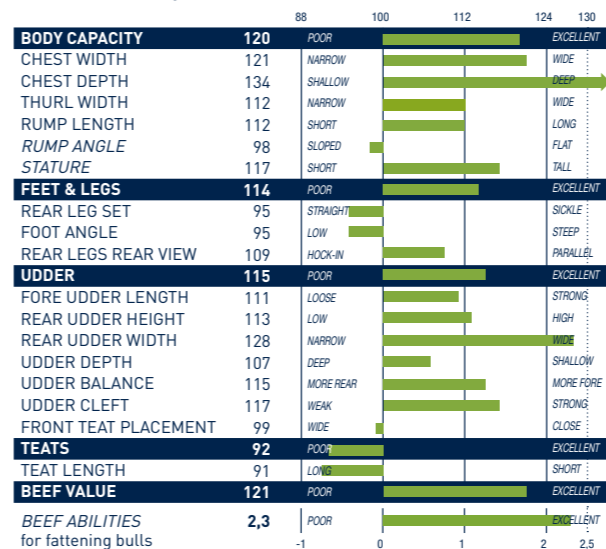 88 100 112 124 130
BODY CAPACITY 120 POOR EXCELLENT
CHEST WIDTH 121 NARROW WIDE
CHEST DEPTH 134 SHALLOW DEEP
THURL WIDTH 112 NARROW WIDE
RUMP LENGTH 112 SHORT LONG
RUMP ANGLE 98 SLOPED FLAT
STATURE 117 SHORT TALL
FEET & LEGS 114 POOR EXCELLENT
REAR LEG SET 95 STRAIGHT SICKLE
FOOT ANGLE 95 LOW STEEP
REAR LEGS REAR VIEW 109 HOCK-IN PARALLEL
UDDER 115 POOR EXCELLENT
FORE UDDER LENGTH 111 LOOSE STRONG
REAR UDDER HEIGHT 113 LOW HIGH
REAR UDDER WIDTH 128 NARROW WIDE
UDDER DEPTH 107 DEEP SHALLOW
UDDER BALANCE 115 MORE REAR MORE FORE
UDDER CLEFT 117 WEAK STRONG
FRONT TEAT PLACEMENT 99 WIDE CLOSE
TEATS 92 POOR EXCELLENT
TEAT LENGTH 91 LONG SHORT
BEEF VALUE 121 POOR EXCELLENT
BEEF ABILITIES 2,3 POOR EXCELLENT
for fattening bulls
-1 0 1 2 2,5